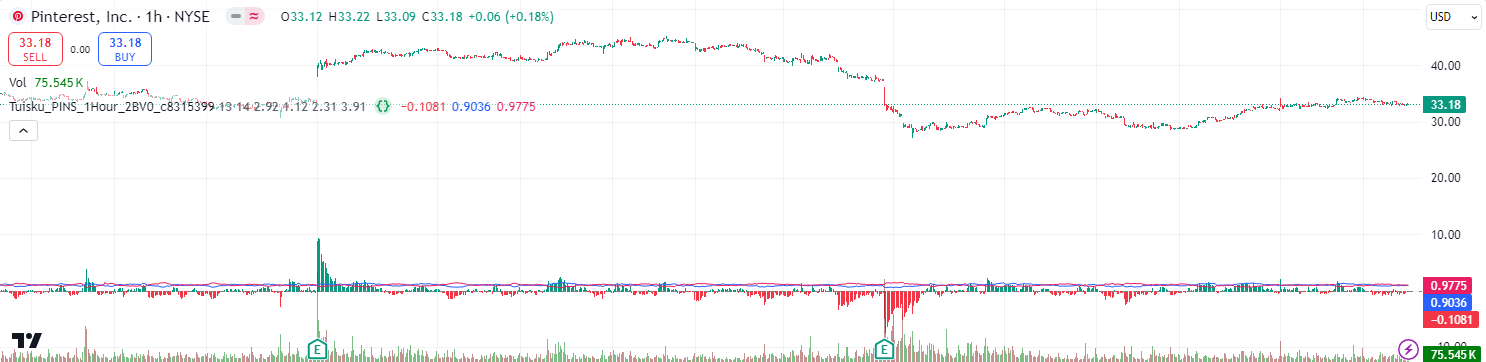 Pinterest, Inc. · 1h · NYSE O33.12 H33.22 L33.09 C33.18 +0.06 (+0.18%)
USD
33.18 SELL 0.00 33.18 BUY
Vol 75.545 K
Tuisku_PINS_1Hour_2BV0_c8315399 13 14 2.92 1.12 2.31 3.91 −0.1081 0.9036 0.9775
40.00
33.18
30.00
20.00
10.00
0.9775
0.9036
−0.1081
−10.00
75.545 K
E E